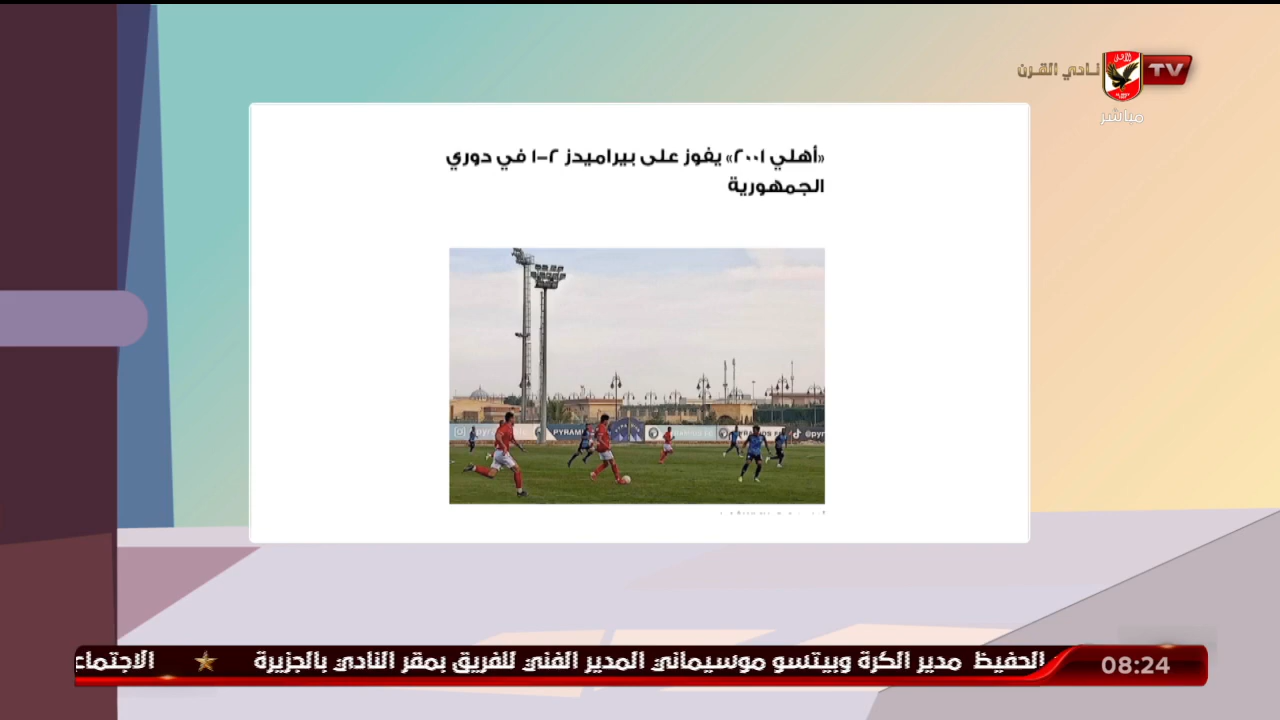 TV
نادي القرن
مباشر
«أهلي ٢٠٠١» يفوز على بيراميدز ٢-١ في دوري
الجمهورية
PYRAMIDS FC
الحفيظ مدير الكرة وبيتسو موسيماني المدير الفني للفريق بمقر النادي بالجزيرة
الاجتماع
08:24